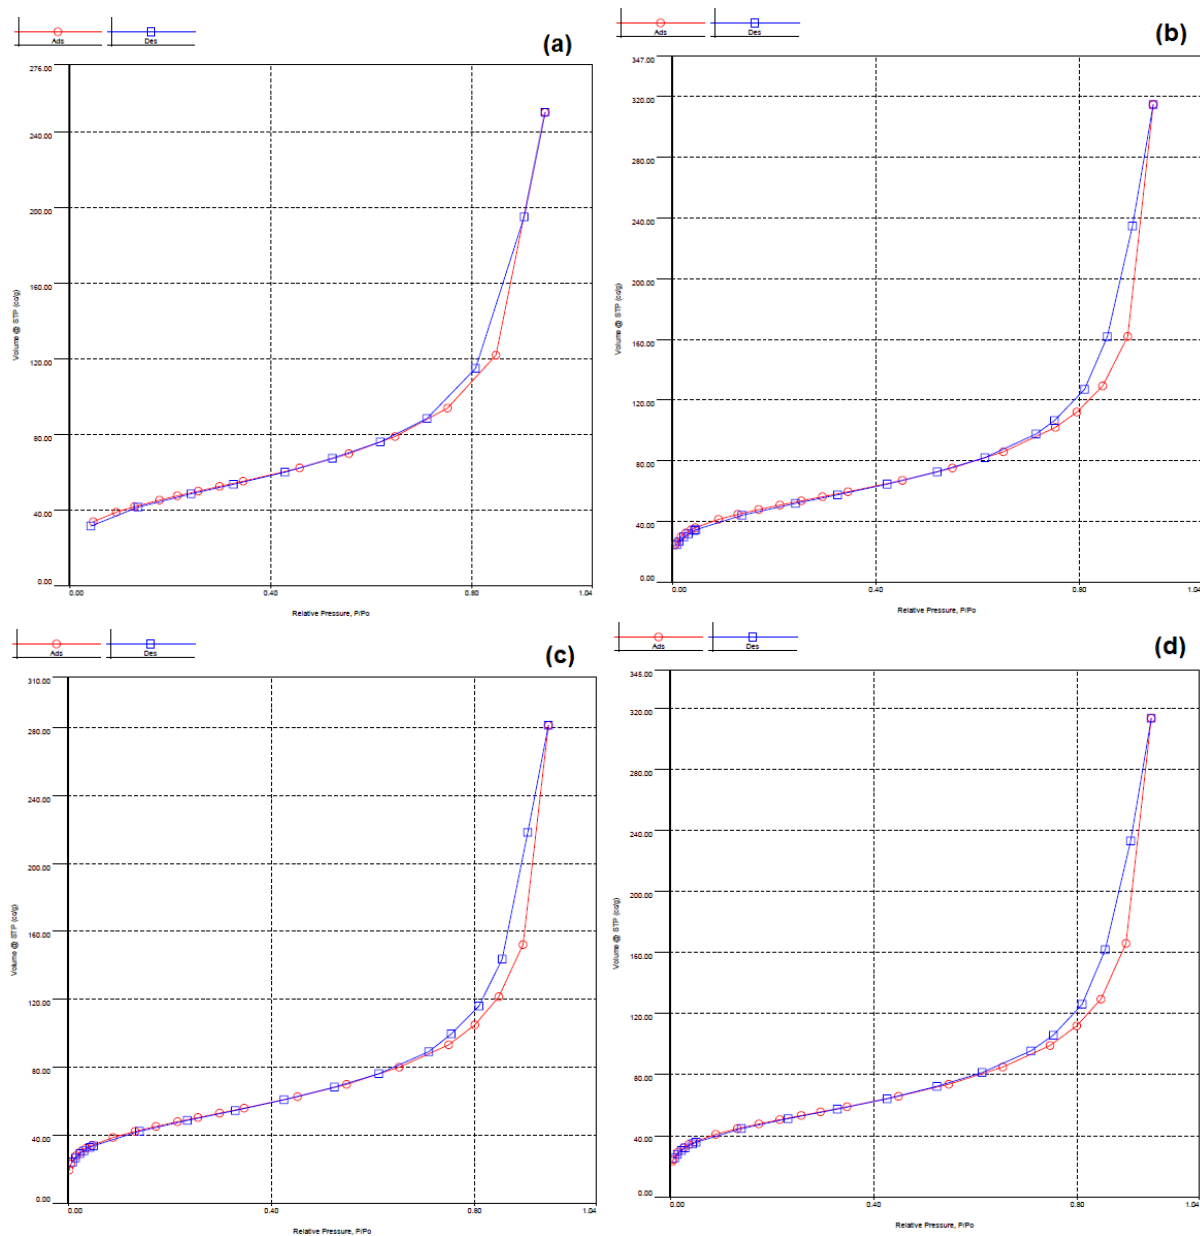 (a)
Ads Des
276.00
240.00
200.00
160.00
120.00
80.00
40.00
0.00
Volume @ STP (cc/g)
0.00 0.40 0.80 1.04
Relative Pressure, P/Po
(b)
Ads Des
347.00
320.00
280.00
240.00
200.00
160.00
120.00
80.00
40.00
0.00
Volume @ STP (cc/g)
0.00 0.40 0.80 1.04
Relative Pressure, P/Po
(c)
Ads Des
310.00
280.00
240.00
200.00
160.00
120.00
80.00
40.00
0.00
Volume @ STP (cc/g)
0.00 0.40 0.80 1.04
Relative Pressure, P/Po
(d)
Ads Des
345.00
320.00
280.00
240.00
200.00
160.00
120.00
80.00
40.00
0.00
Volume @ STP (cc/g)
0.00 0.40 0.80 1.04
Relative Pressure, P/Po